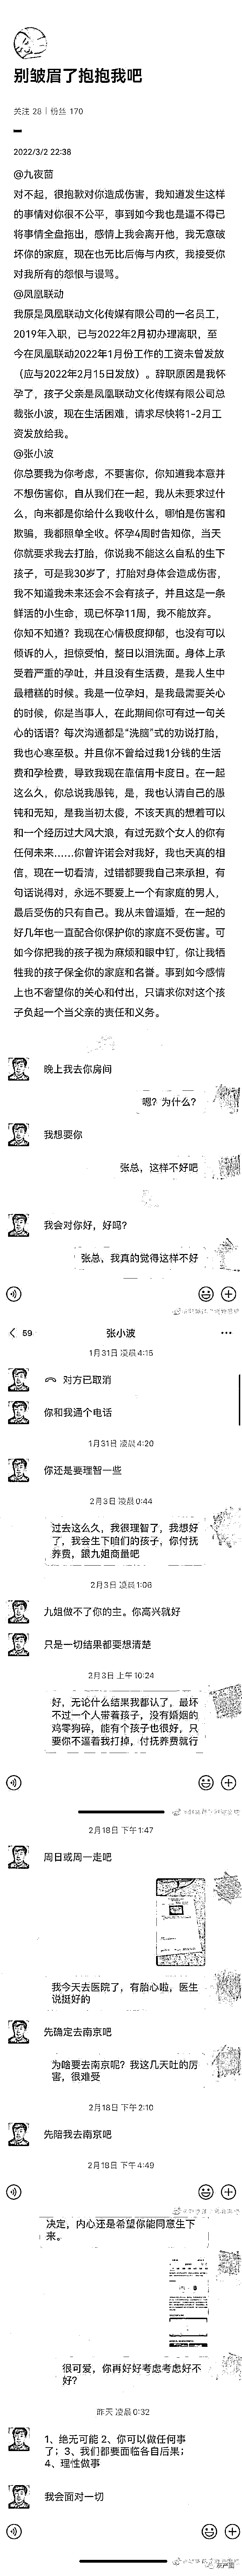 别皱眉了抱抱我吧
关注 28 | 粉丝 170
2022/3/2 22:38
@九夜茴
对不起，很抱歉对你造成伤害，我知道发生这样
的事情对你很不公平，事到如今我也是逼不得已
将事情全盘拖出，感情上我会离开他，我无意破
坏你的家庭，现在也无比后悔与内疚，我接受你
对我所有的怨恨与谩骂。
@凤凰联动
我原是凤凰联动文化传媒有限公司的一名员工，
2019年入职，已与2022年2月初办理离职，至
今在凤凰联动2022年1月份工作的工资未曾发放
（应与2022年2月15日发放）。辞职原因是我怀
孕了，孩子父亲是凤凰联动文化传媒有限公司总
裁张小波，现在生活困难，请求尽快将1-2月工
资发放给我。
@张小波
你总要我为你考虑，不要害你，你知道我本意并
不想伤害你，自从我们在一起，我从未要求过什
么，向来都是你给什么我收什么，哪怕是伤害和
欺骗，我都照单全收。怀孕4周时告知你，当天
你就要求我去打胎，你说我不能这么自私的生下
孩子，可是我30岁了，打胎对身体会造成伤害，
我不知道我未来还会不会有孩子，并且这是一条
鲜活的小生命，现已怀孕11周，我不能放弃。
你知不知道？我现在心情极度抑郁，也没有可以
倾诉的人，担惊受怕，整日以泪洗面。身体上承
受着严重的孕吐，并且没有生活费，是我人生中
最糟糕的时候。我是一位孕妇，是我最需要关心
的时候，你是当事人，在此期间你可有过一句关
心的话语？每次沟通都是“洗脑”式的劝说打胎，
我也心寒至极。并且你不曾给过我1分钱的生活
费和孕检费，导致我现在靠信用卡度日。在一起
这么久，你总说我愚钝，是，我也认清自己的愚
钝和无知，是我当初太傻，不该天真的想着可以
和一个经历过大风大浪，有过无数个女人的你有
任何未来……你曾许诺会对我好，我也天真的相
信，现在一切看清，过错都要我自己来承担，有
句话说得对，永远不要爱上一个有家庭的男人，
最后受伤的只有自己。我从未曾逼婚，在一起的
好几年也一直配合你保护你的家庭不受伤害。可
如今你把我的孩子视为麻烦和眼中钉，你让我牺
牲我的孩子保全你的家庭和名誉。事到如今感情
上也不奢望你的关心和付出，只请求你对这个孩
子负起一个当父亲的责任和义务。
晚上我去你房间
嗯？为什么？
我想要你
张总，这样不好吧
我会对你好，好吗？
张总，我真的觉得这样不好
59
张小波
1月31日 凌晨4:15
对方已取消
你和我通个电话
1月31日 凌晨4:20
你还是要理智一些
2月3日 凌晨0:44
过去这么久，我很理智了，我想好
了，我会生下咱们的孩子，你付抚
养费，跟九姐商量吧
2月3日 凌晨1:06
九姐做不了你的主。你高兴就好
只是一切结果都要想清楚
2月3日 上午10:24
好，无论什么结果我都认了，最坏
不过一个人带着孩子，没有婚姻的
鸡零狗碎，能有个孩子也很好。只
要你不逼着我打掉，付抚养费就行
2月18日 下午1:47
周日或周一走吧
我今天去医院了，有胎心啦，医生
说挺好的
先确定去南京吧
为啥要去南京呢？我这几天吐的厉
害，很难受
2月18日 下午2:10
先陪我去南京吧
2月18日 下午4:49
决定，内心还是希望你能同意生下
来。
很可爱，你再好好考虑考虑好不
好？
昨天 凌晨0:32
1、绝无可能 2、你可以做任何事
了；3、我们都要面临各自后果；
4、理性做事
我会面对一切